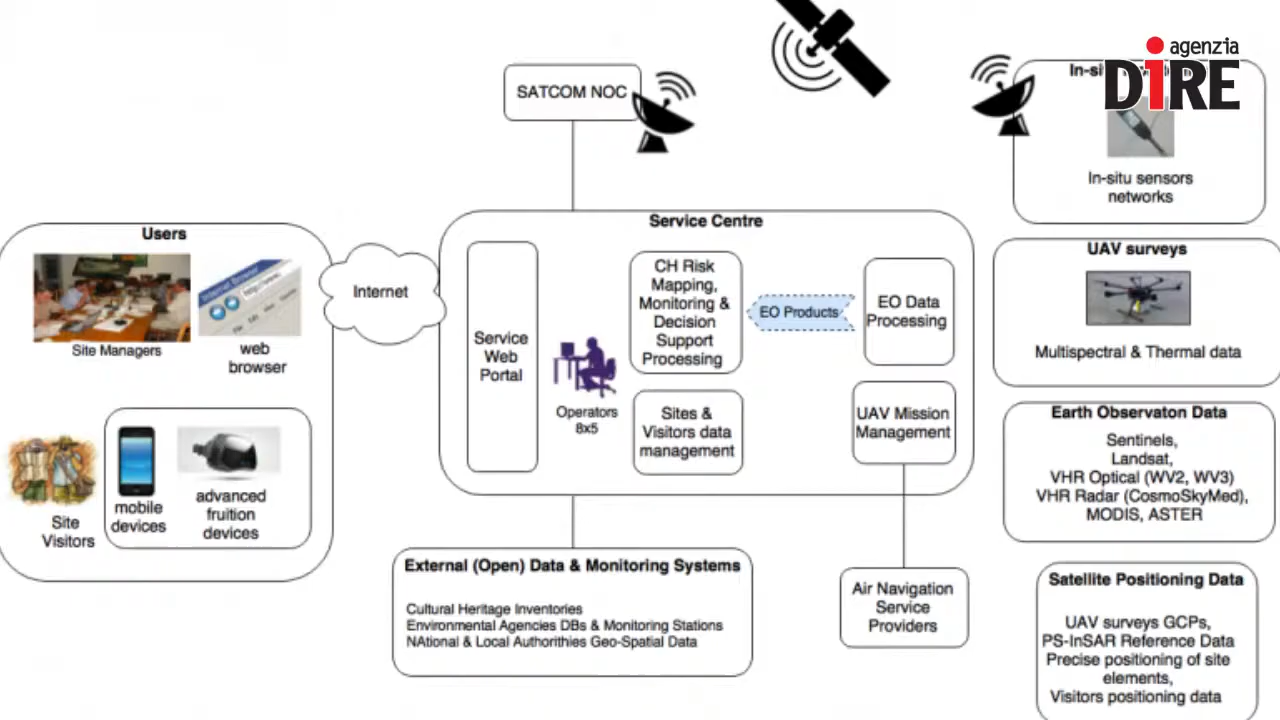 agenzia
DiRE
SATCOM NOC
In-situ sensors
networks
Service Centre
Users
UAV surveys
Internet
Site Managers
web
browser
Service
Web
Portal
Operators
8x5
CH Risk
Mapping,
Monitoring &
Decision
Support
Processing
EO Products
EO Data
Processing
Sites &
Visitors data
management
UAV Mission
Management
Multispectral & Thermal data
Earth Observaton Data
Sentinels,
Landsat,
VHR Optical (WV2, WV3)
VHR Radar (CosmoSkyMed),
MODIS, ASTER
Site
Visitors
mobile
devices
advanced
fruition
devices
External (Open) Data & Monitoring Systems
Cultural Heritage Inventories
Environmental Agencies DBs & Monitoring Stations
NAtional & Local Authorithies Geo-Spatial Data
Air Navigation
Service
Providers
Satellite Positioning Data
UAV surveys GCPs,
PS-InSAR Reference Data
Precise positioning of site
elements,
Visitors positioning data